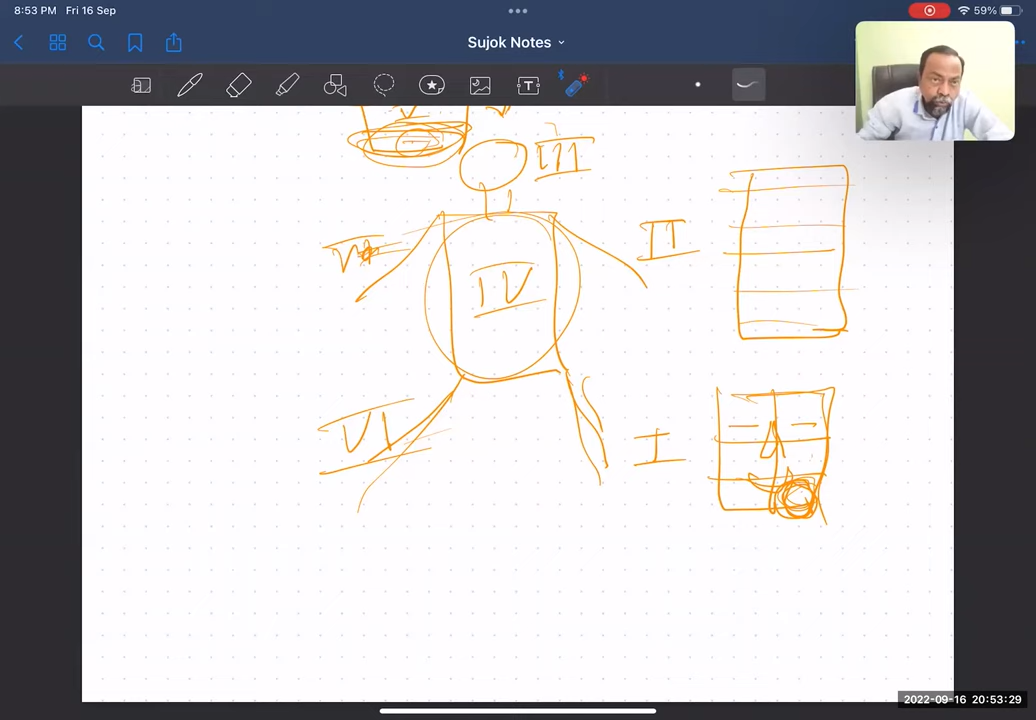 8:53 PM Fri 16 Sep
59%
Sujok Notes
III
II
IV
VI
I
2022-09-16 20:53:29